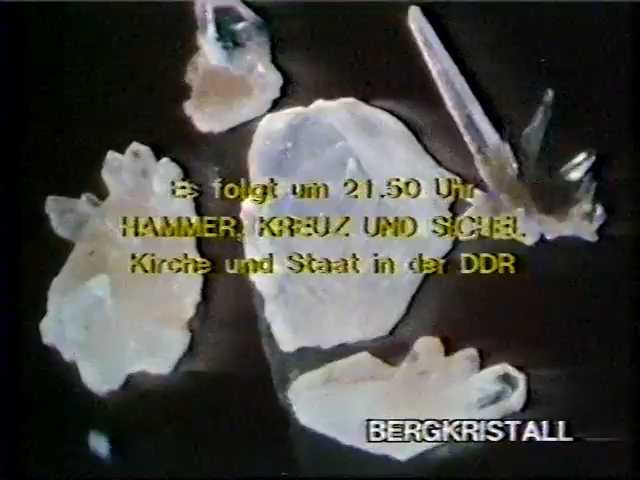 Es folgt um 21.50 Uhr
HAMMER, KREUZ UND SICHEL
Kirche und Staat in der DDR
BERGKRISTALL